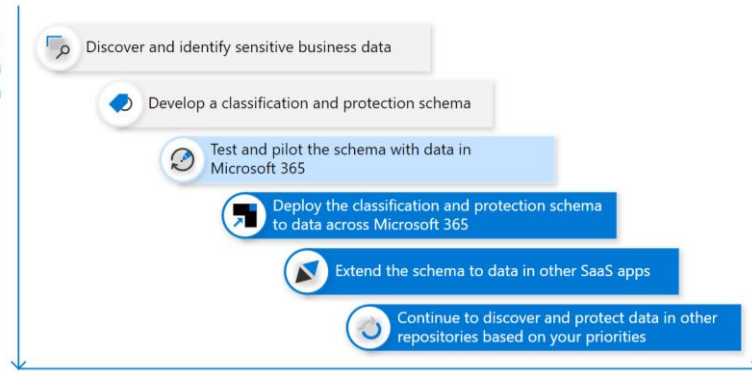 Discover and identify sensitive business data
Develop a classification and protection schema
Test and pilot the schema with data in
Microsoft 365
Deploy the classification and protection schema
to data across Microsoft 365
Extend the schema to data in other SaaS apps
Continue to discover and protect data in other
repositories based on your priorities